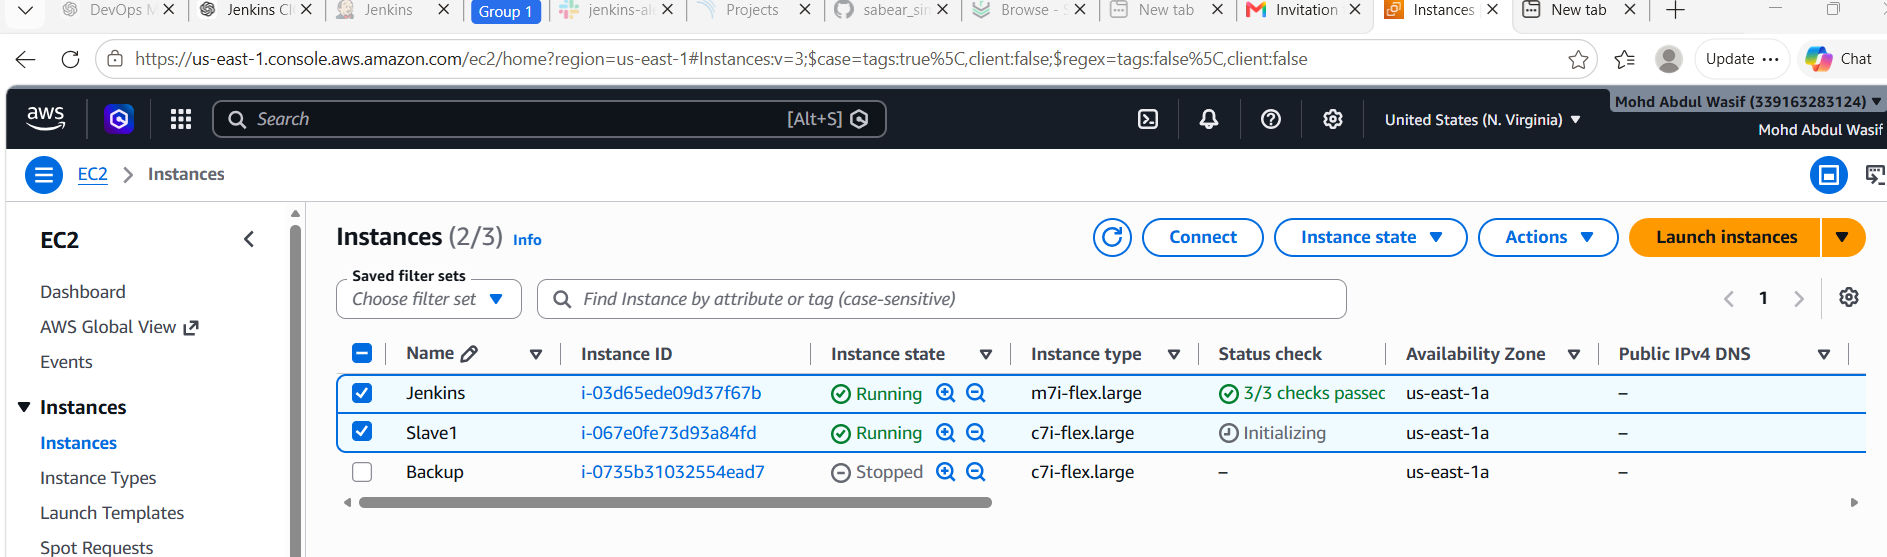 DevOps M
Jenkins Cl
Jenkins
Group 1
jenkins-al
Projects
sabear_sin
Browse -
New tab
Invitation
Instances
New tab
https://us-east-1.console.aws.amazon.com/ec2/home?region=us-east-1#Instances:v=3;$case=tags:true%5C,client:false;$regex=tags:false%5C,client:false
Update
Chat
aws
Search
[Alt+S]
United States (N. Virginia)
Mohd Abdul Wasif (339163283124)
Mohd Abdul Wasif
EC2
Instances
EC2
Dashboard
AWS Global View
Events
Instances
Instances
Instance Types
Launch Templates
Spot Requests
Instances (2/3) Info
Connect
Instance state
Actions
Launch instances
Saved filter sets
Choose filter set
Find Instance by attribute or tag (case-sensitive)
1
Name Instance ID Instance state Instance type Status check Availability Zone Public IPv4 DNS
Jenkins i-03d65ede09d37f67b Running m7i-flex.large 3/3 checks passec us-east-1a –
Slave1 i-067e0fe73d93a84fd Running c7i-flex.large Initializing us-east-1a –
Backup i-0735b31032554ead7 Stopped c7i-flex.large – us-east-1a –